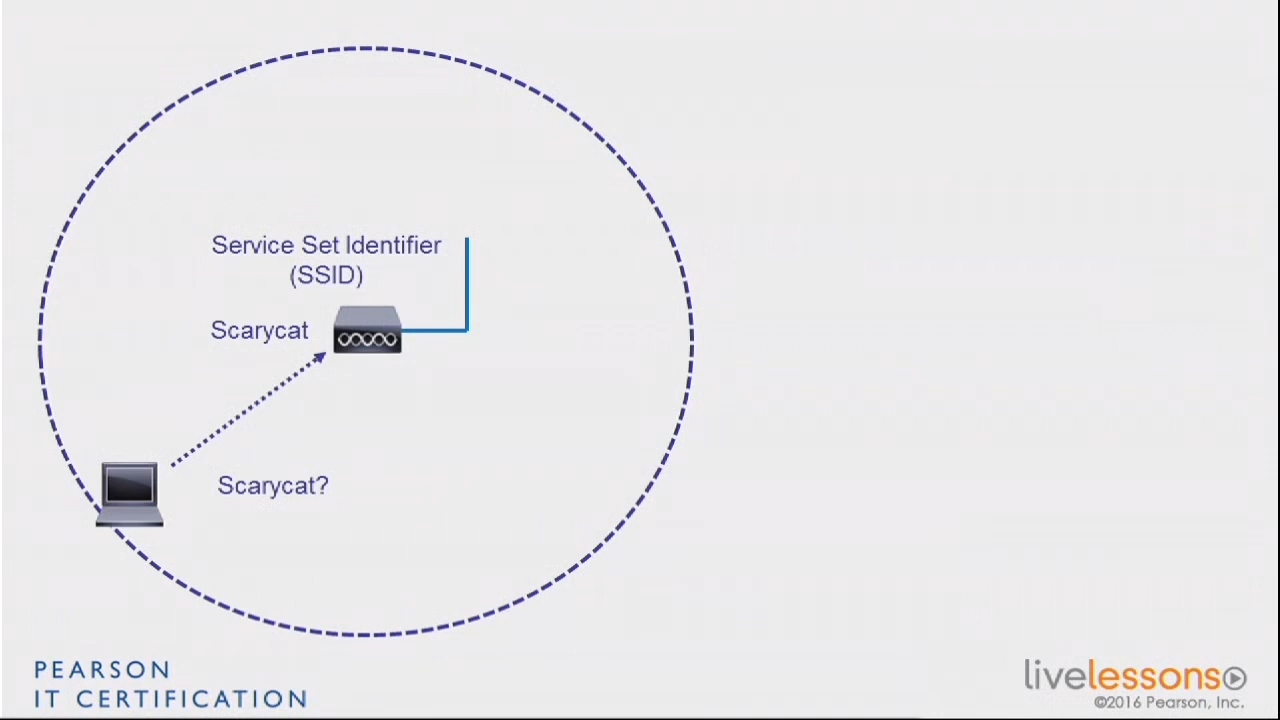 Service Set Identifier
(SSID)
Scarycat
Scarycat?
PEARSON
IT CERTIFICATION
livelessons
©2016 Pearson, Inc.